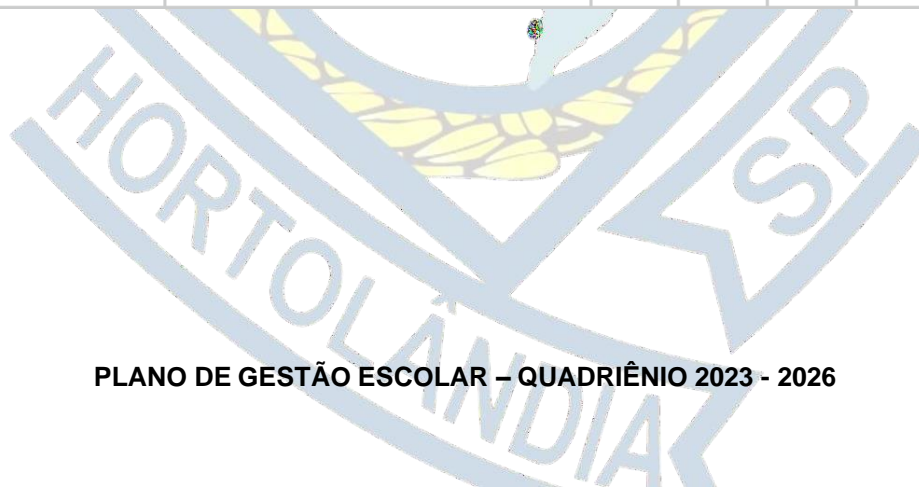 HORTOLÂNDIA
SP
PLANO DE GESTÃO ESCOLAR – QUADRIÊNIO 2023 - 2026